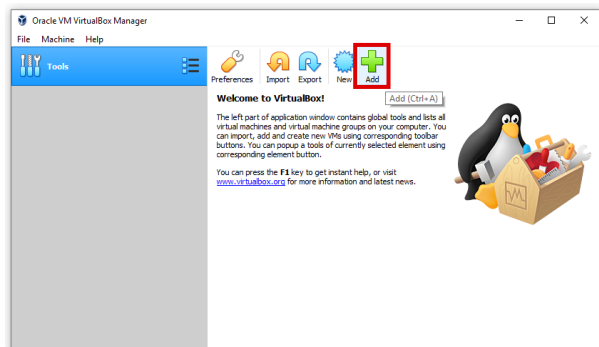 Oracle VM VirtualBox Manager
File Machine Help
Tools
Preferences Import Export New Add
Add (Ctrl+A)
Welcome to VirtualBox!
The left part of application window contains global tools and lists all
virtual machines and virtual machine groups on your computer. You
can import, add and create new VMs using corresponding toolbar
buttons. You can popup a tools of currently selected element using
corresponding element button.
You can press the F1 key to get instant help, or visit
www.virtualbox.org for more information and latest news.